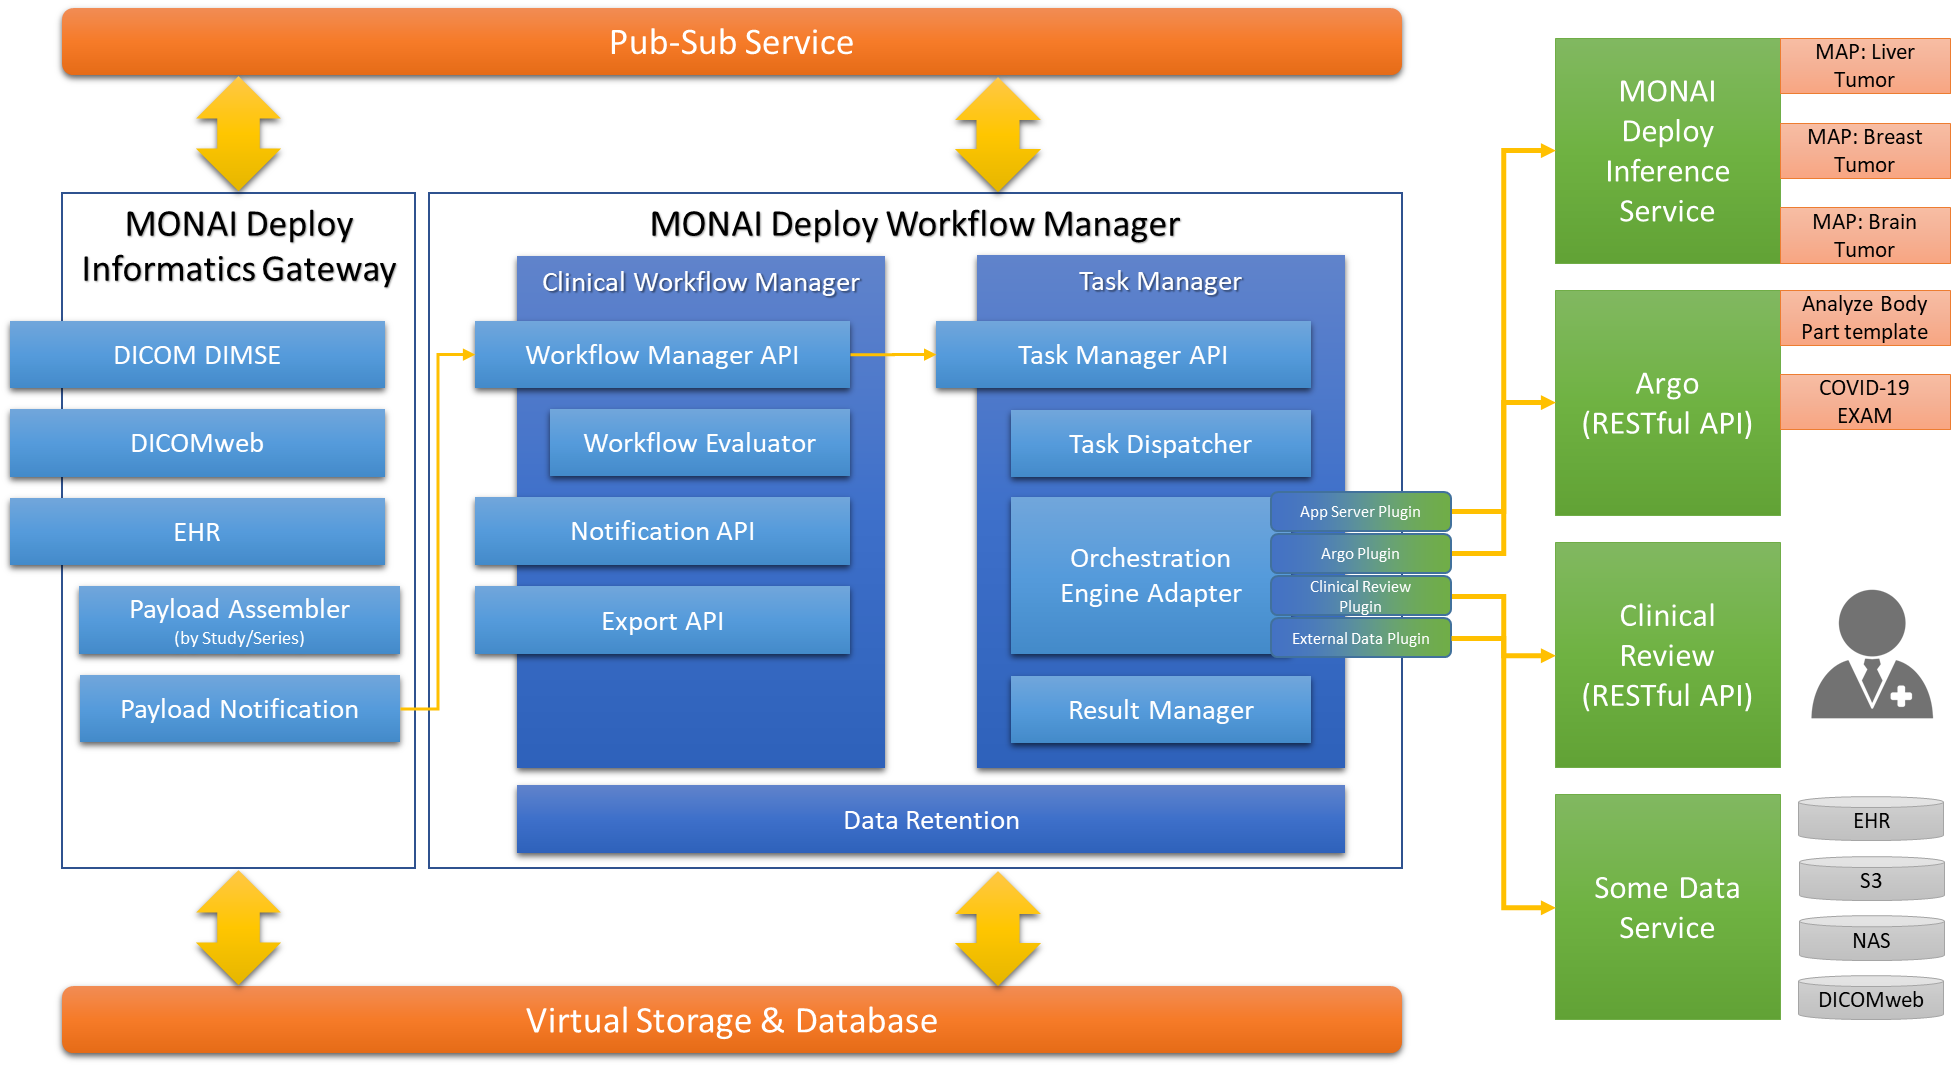 Pub-Sub Service
MONAI Deploy
Informatics Gateway
DICOM DIMSE
DICOMweb
EHR
Payload Assembler
(by Study/Series)
Payload Notification
MONAI Deploy Workflow Manager
Clinical Workflow Manager
Workflow Manager API
Workflow Evaluator
Notification API
Export API
Task Manager
Task Manager API
Task Dispatcher
Orchestration
Engine Adapter
App Server Plugin
Argo Plugin
Clinical Review
Plugin
External Data Plugin
Result Manager
Data Retention
Virtual Storage & Database
MONAI
Deploy
Inference
Service
MAP: Liver
Tumor
MAP: Breast
Tumor
MAP: Brain
Tumor
Argo
(RESTful API)
Analyze Body
Part template
COVID-19
EXAM
Clinical
Review
(RESTful API)
Some Data
Service
EHR
S3
NAS
DICOMweb